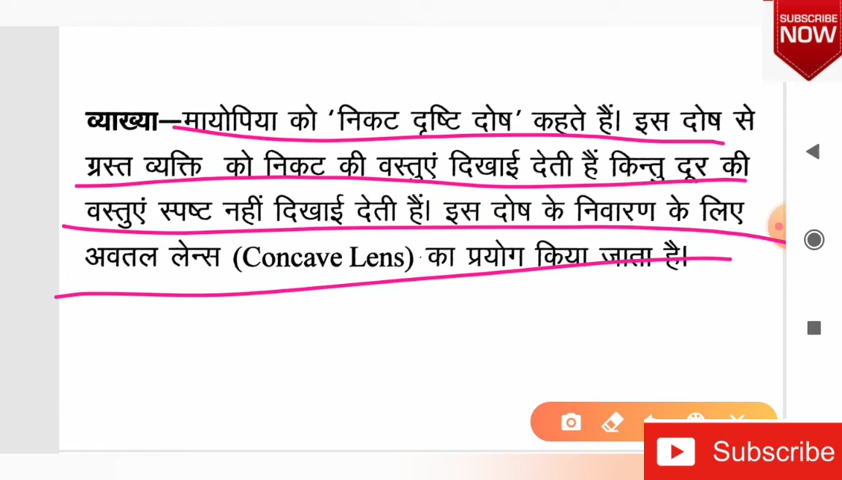 SUBSCRIBE
NOW
व्याख्या–मायोपिया को ‘निकट दृष्टि दोष’ कहते हैं। इस दोष से
ग्रस्त व्यक्ति को निकट की वस्तुएं दिखाई देती हैं किन्तु दूर की
वस्तुएं स्पष्ट नहीं दिखाई देती हैं। इस दोष के निवारण के लिए
अवतल लेन्स (Concave Lens) का प्रयोग किया जाता है।
Subscribe